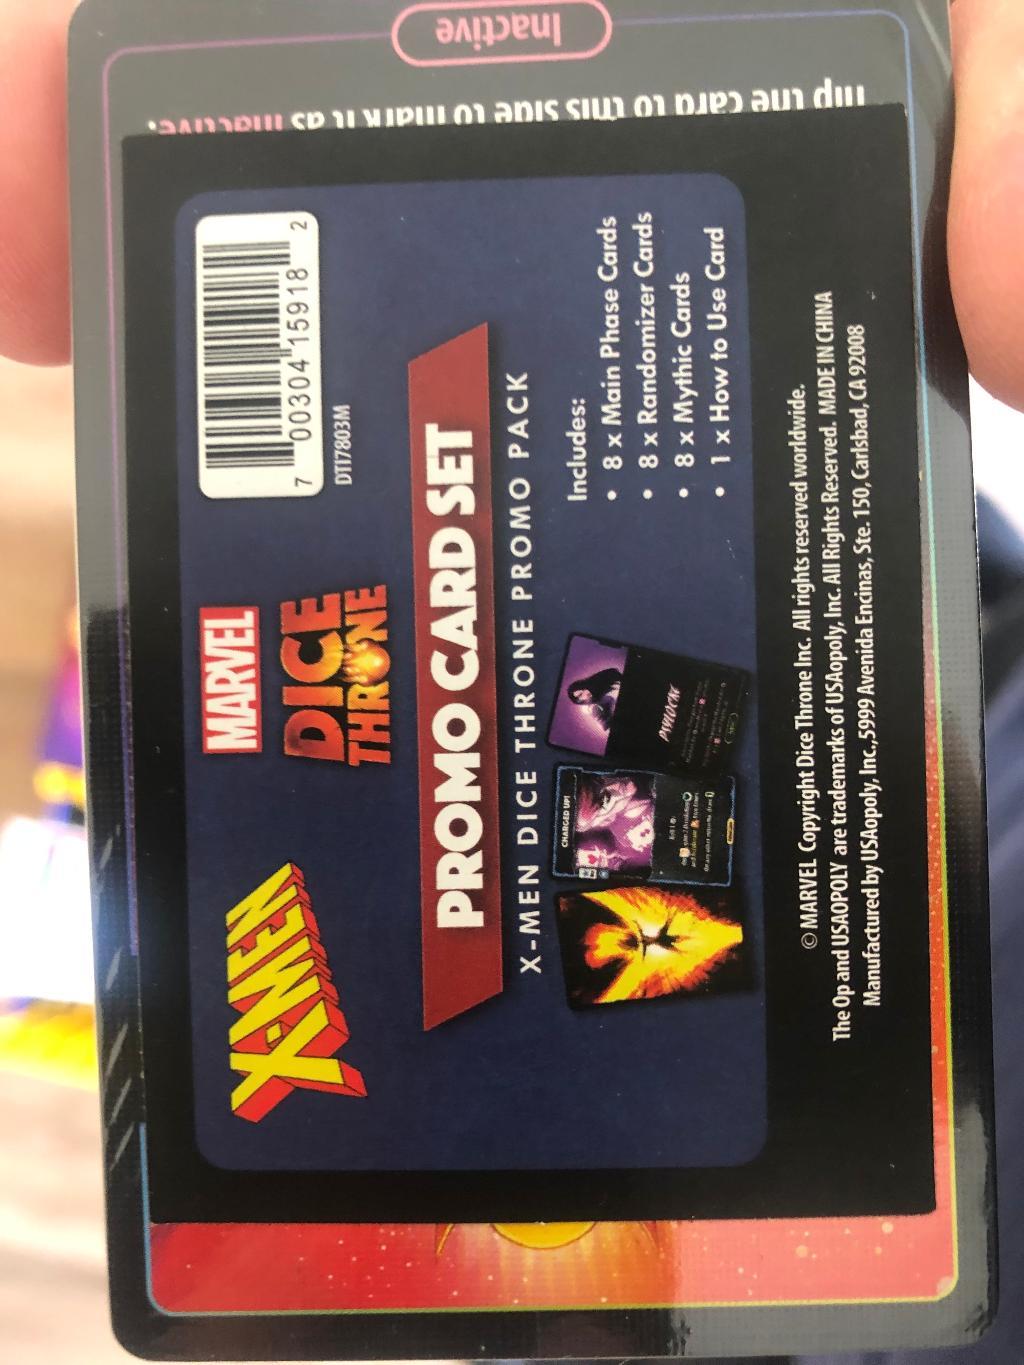 Inactive
flip the card to this side to mark it as inactive.
X-MEN
MARVEL
DICE
THRONE
7 00304 15918 2
DTI7803M
PROMO CARD SET
X-MEN DICE THRONE PROMO PACK
CHARGED UP!
PSYLOCKE
Includes:
• 8 x Main Phase Cards
• 8 x Randomizer Cards
• 8 x Mythic Cards
• 1 x How to Use Card
© MARVEL Copyright Dice Throne Inc. All rights reserved worldwide.
The Op and USAOPOLY are trademarks of USAopoly, Inc. All Rights Reserved. MADE IN CHINA
Manufactured by USAopoly, Inc.,5999 Avenida Encinas, Ste. 150, Carlsbad, CA 92008